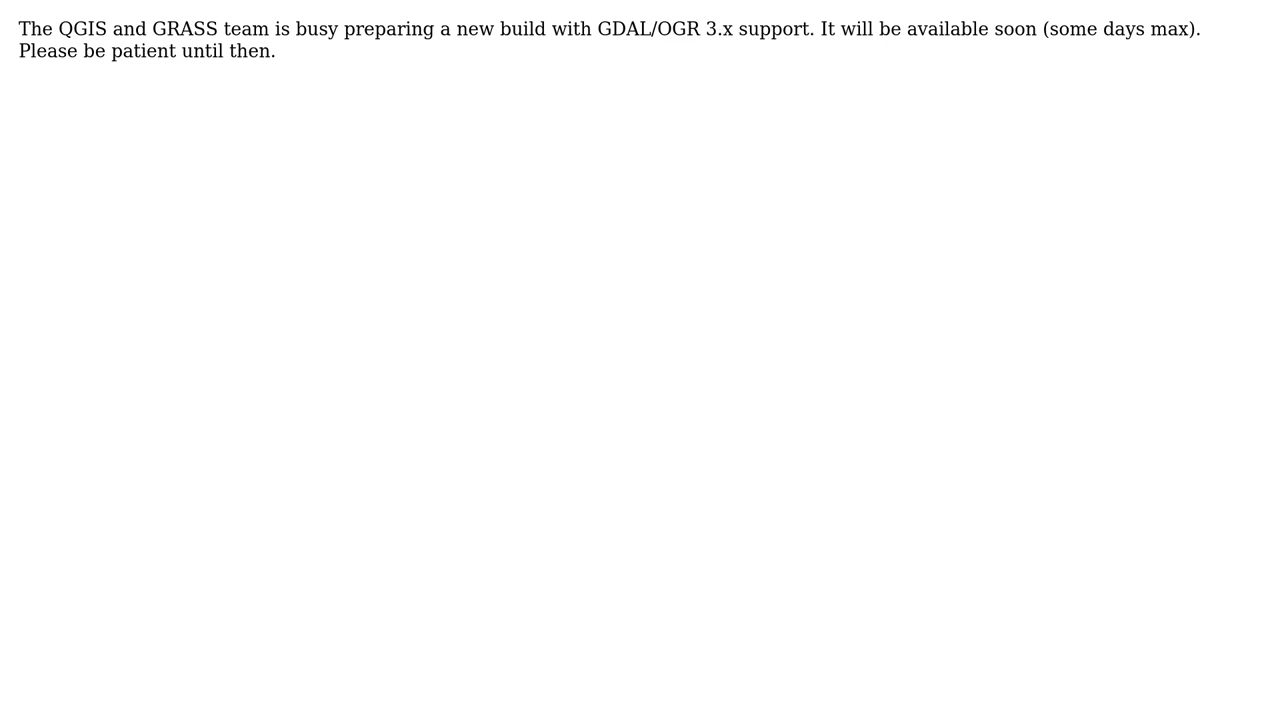 The QGIS and GRASS team is busy preparing a new build with GDAL/OGR 3.x support. It will be available soon (some days max).
Please be patient until then.